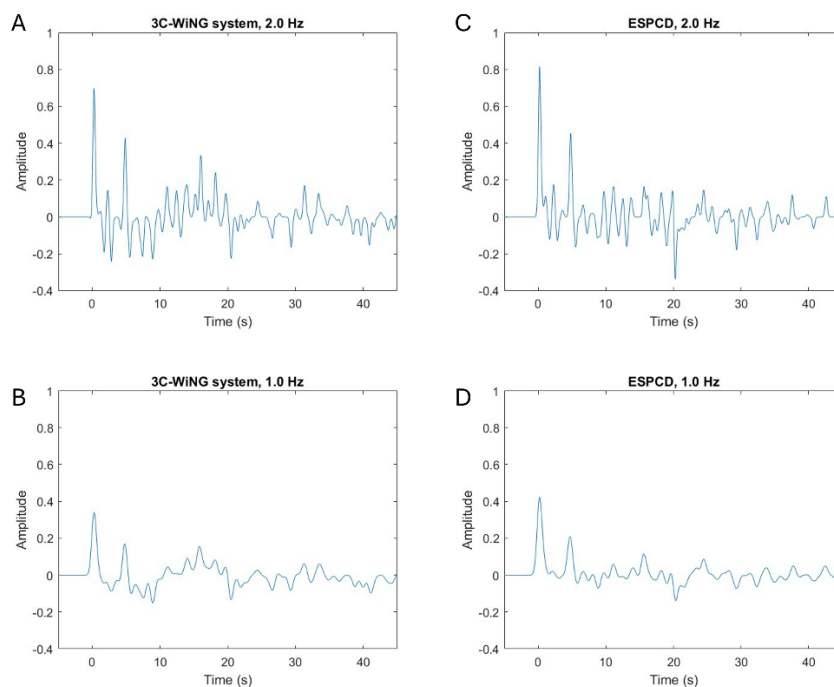 A
3C-WiNG system, 2.0 Hz
1
0.8
0.6
0.4
0.2
0
-0.2
-0.4
Amplitude
0 10 20 30 40
Time (s)
C
ESPCD, 2.0 Hz
1
0.8
0.6
0.4
0.2
0
-0.2
-0.4
Amplitude
0 10 20 30 40
Time (s)
B
3C-WiNG system, 1.0 Hz
1
0.8
0.6
0.4
0.2
0
-0.2
-0.4
Amplitude
0 10 20 30 40
Time (s)
D
ESPCD, 1.0 Hz
1
0.8
0.6
0.4
0.2
0
-0.2
-0.4
Amplitude
0 10 20 30 40
Time (s)